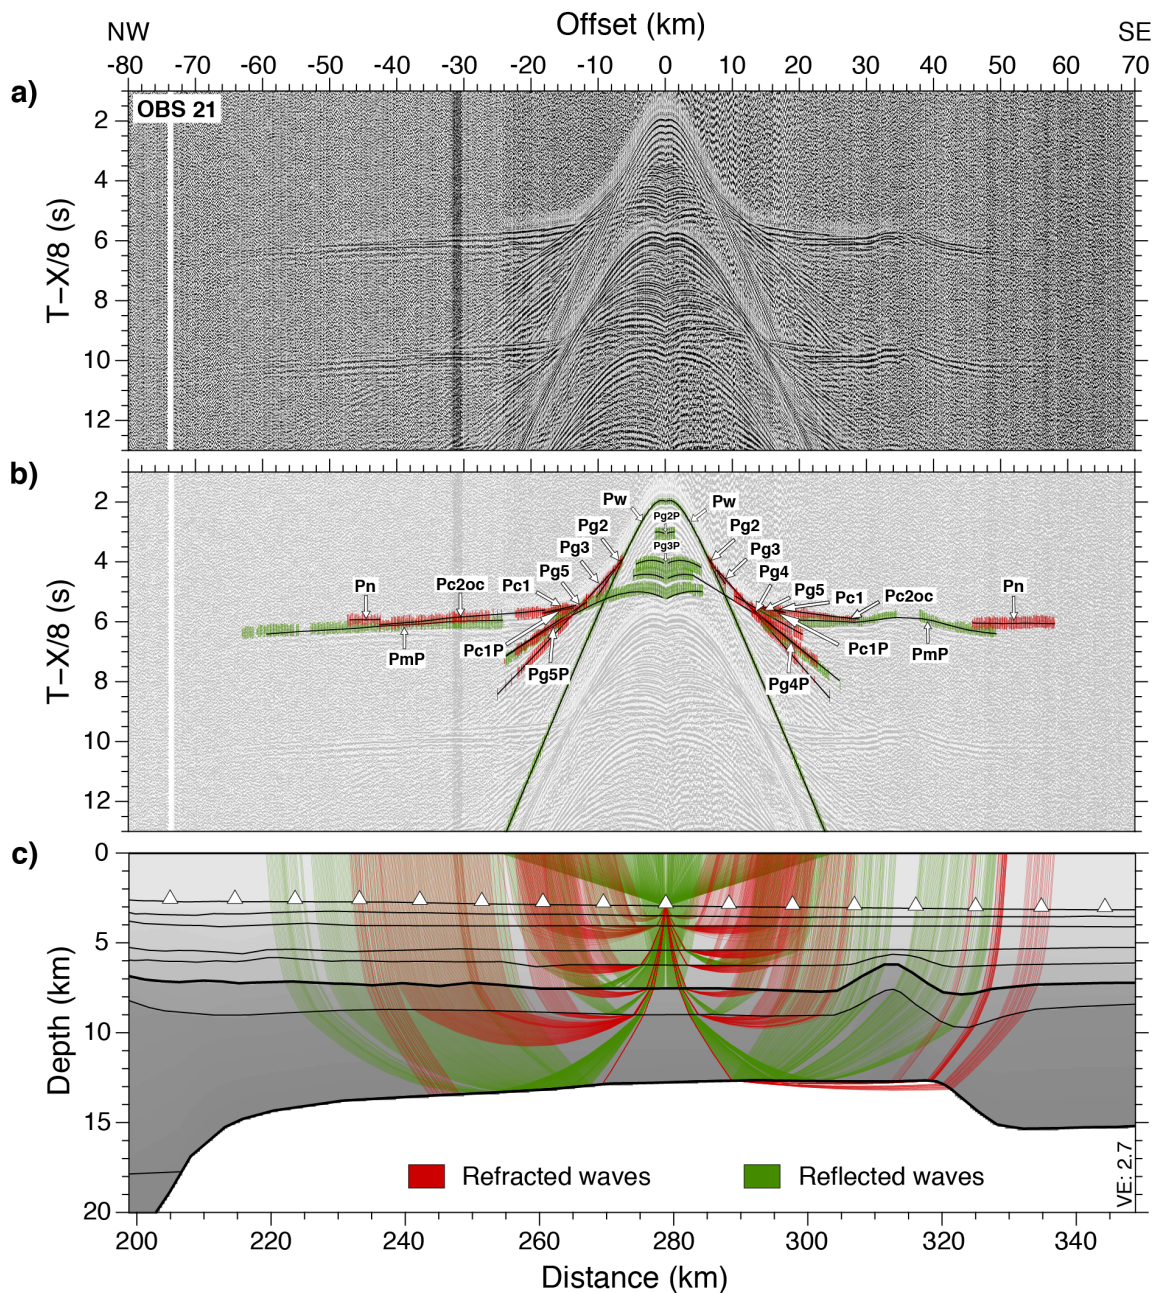 Offset (km)
NW
SE
-80 -70 -60 -50 -40 -30 -20 -10 0 10 20 30 40 50 60 70
a)
OBS 21
T−X/8 (s)
2
4
6
8
10
12
b)
T−X/8 (s)
2
4
6
8
10
12
Pw
Pw
Pg2P
Pg2
Pg2
Pg3
Pg3P
Pg3
Pg5
Pg4
Pn
Pc2oc
Pc1
Pg5
Pc1
Pc2oc
Pn
PmP
Pc1P
Pc1P
PmP
Pg5P
Pg4P
c)
Depth (km)
0
5
10
15
20
Refracted waves
Reflected waves
VE: 2.7
200 220 240 260 280 300 320 340
Distance (km)